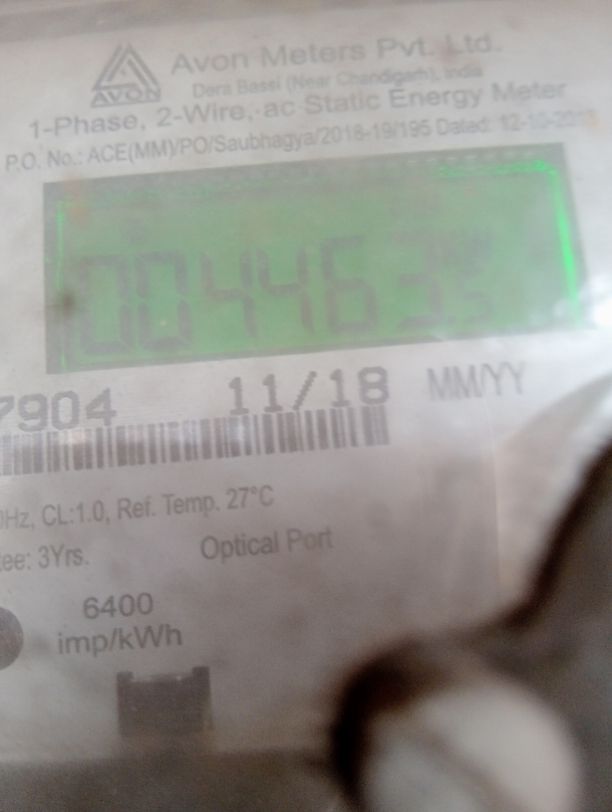 AVON
Avon Meters Pvt. Ltd.
Dera Bassi (Near Chandigarh), India
1-Phase, 2-Wire, ac Static Energy Meter
P.O. No.: ACE(MM)/PO/Saubhagya/2018-19/195 Dated: 12-10-2018
004463
7904 11/18 MM/YY
0Hz, CL:1.0, Ref. Temp. 27°C
tee: 3Yrs. Optical Port
6400
imp/kWh